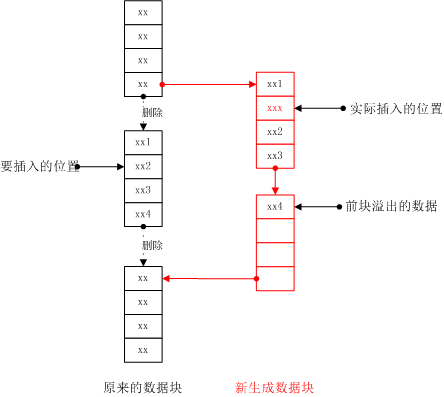 xx
xx
xx
xx
删除
xx1
xx2
xx3
xx4
要插入的位置
删除
xx
xx
xx
xx
原来的数据块
xx1
xxx
xx2
xx3
实际插入的位置
xx4
前块溢出的数据
新生成数据块